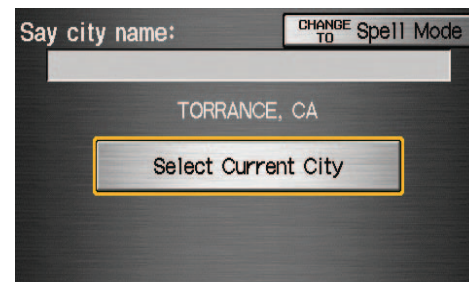 Say city name:
CHANGE TO Spell Mode
TORRANCE, CA
Select Current City